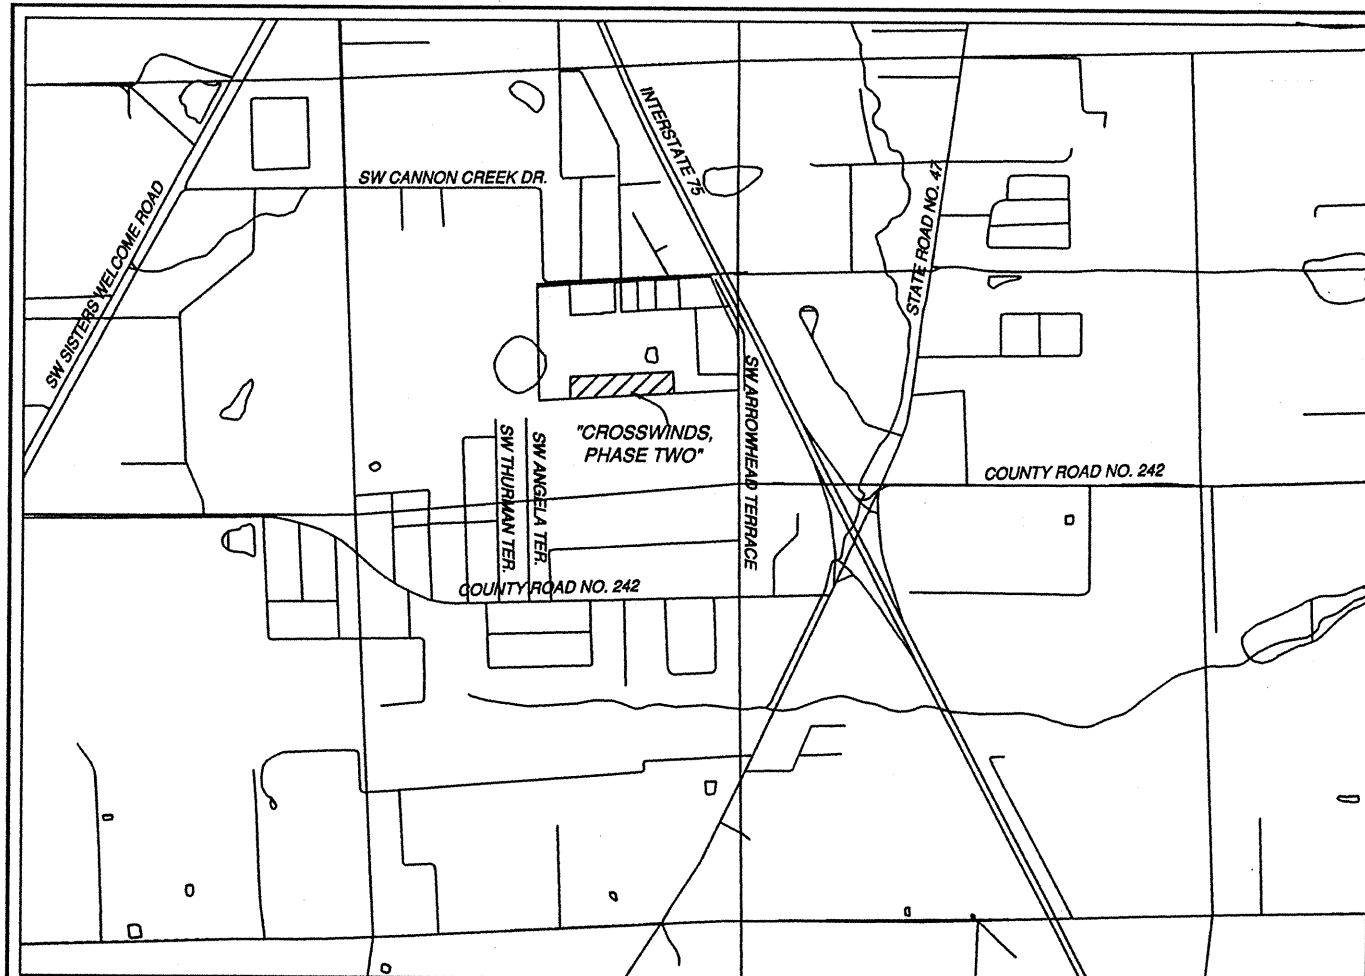 INTERSTATE 75
SW CANNON CREEK DR.
SW SISTERS WELCOME ROAD
STATE ROAD NO. 47
SW ARROWHEAD TERRACE
"CROSSWINDS,
PHASE TWO"
SW THURMAN TER.
SW ANGELA TER.
COUNTY ROAD NO. 242
COUNTY ROAD NO. 242